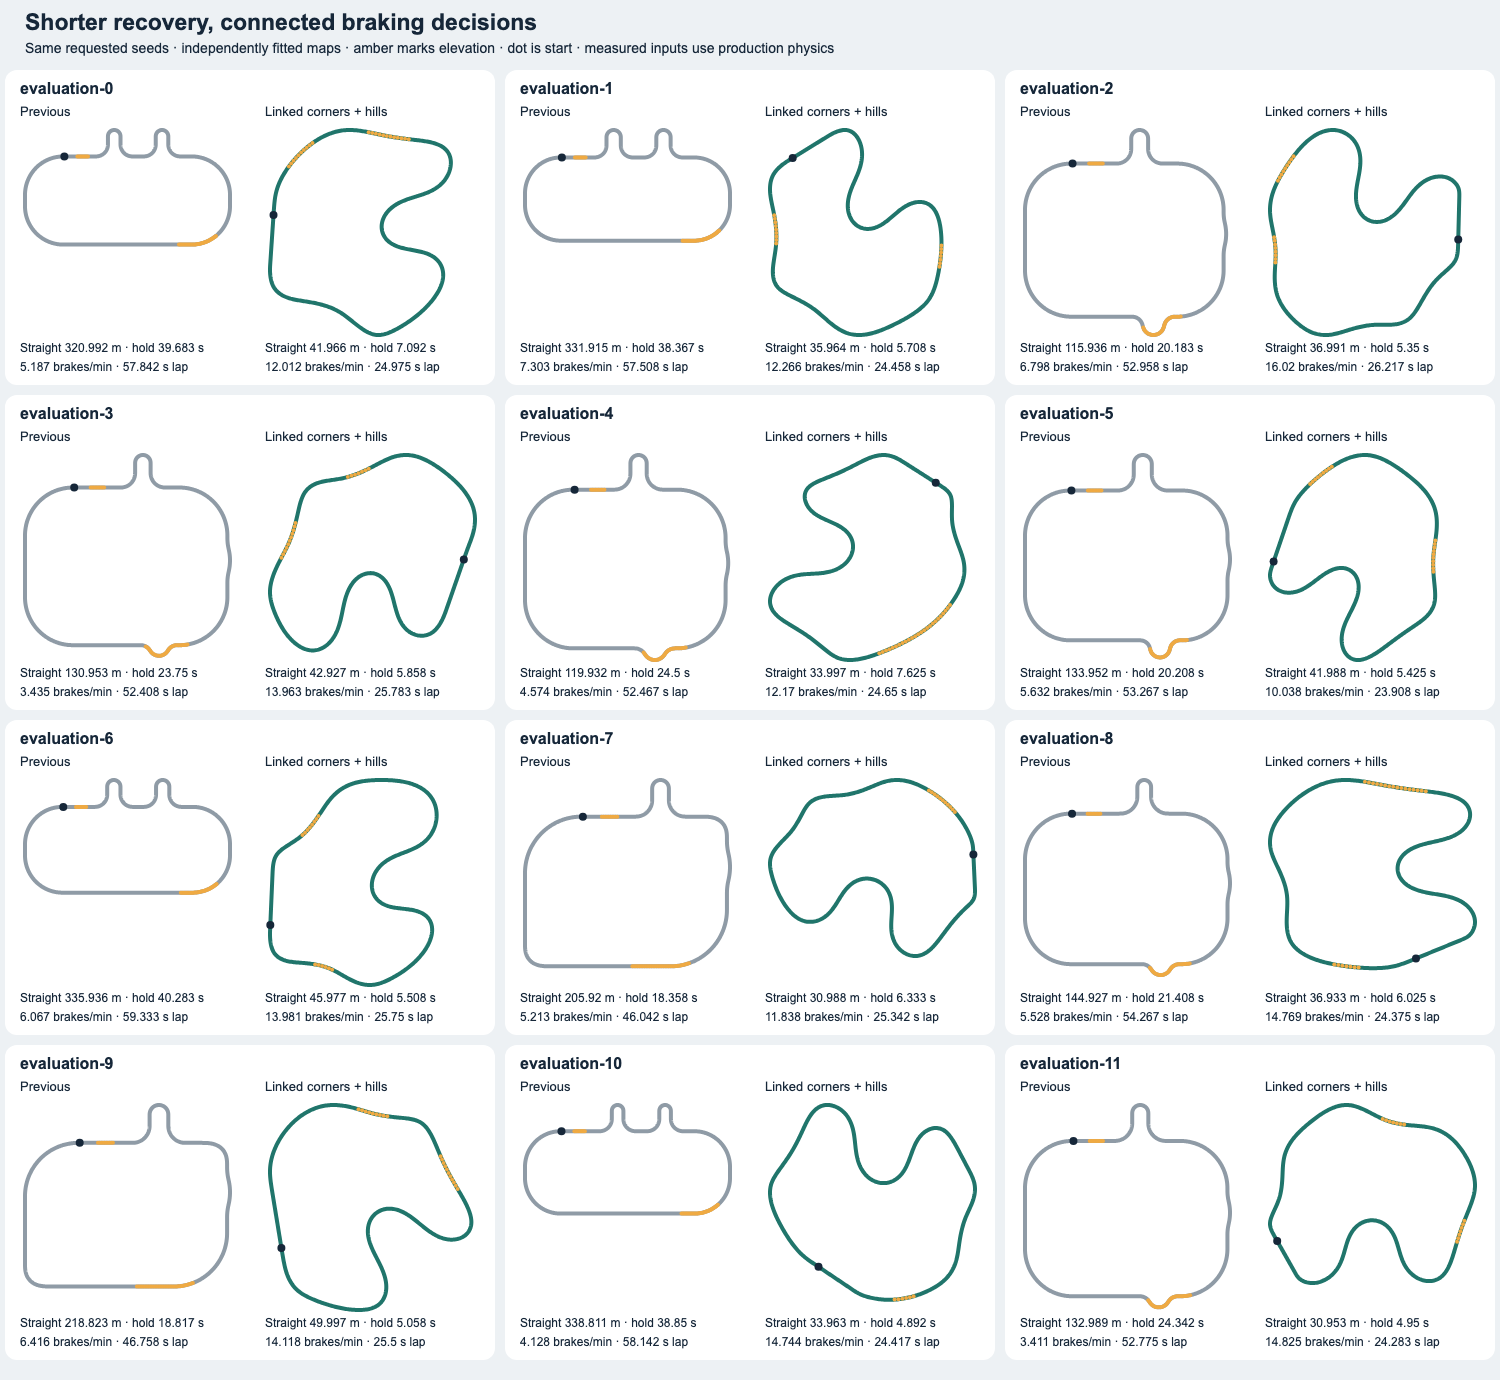 Shorter recovery, connected braking decisions
Same requested seeds · independently fitted maps · amber marks elevation · dot is start · measured inputs use production physics
evaluation-0
Previous
Linked corners + hills
Straight 320.992 m · hold 39.683 s
5.187 brakes/min · 57.842 s lap
Straight 41.966 m · hold 7.092 s
12.012 brakes/min · 24.975 s lap
evaluation-1
Previous
Linked corners + hills
Straight 331.915 m · hold 38.367 s
7.303 brakes/min · 57.508 s lap
Straight 35.964 m · hold 5.708 s
12.266 brakes/min · 24.458 s lap
evaluation-2
Previous
Linked corners + hills
Straight 115.936 m · hold 20.183 s
6.798 brakes/min · 52.958 s lap
Straight 36.991 m · hold 5.35 s
16.02 brakes/min · 26.217 s lap
evaluation-3
Previous
Linked corners + hills
Straight 130.953 m · hold 23.75 s
3.435 brakes/min · 52.408 s lap
Straight 42.927 m · hold 5.858 s
13.963 brakes/min · 25.783 s lap
evaluation-4
Previous
Linked corners + hills
Straight 119.932 m · hold 24.5 s
4.574 brakes/min · 52.467 s lap
Straight 33.997 m · hold 7.625 s
12.17 brakes/min · 24.65 s lap
evaluation-5
Previous
Linked corners + hills
Straight 133.952 m · hold 20.208 s
5.632 brakes/min · 53.267 s lap
Straight 41.988 m · hold 5.425 s
10.038 brakes/min · 23.908 s lap
evaluation-6
Previous
Linked corners + hills
Straight 335.936 m · hold 40.283 s
6.067 brakes/min · 59.333 s lap
Straight 45.977 m · hold 5.508 s
13.981 brakes/min · 25.75 s lap
evaluation-7
Previous
Linked corners + hills
Straight 205.92 m · hold 18.358 s
5.213 brakes/min · 46.042 s lap
Straight 30.988 m · hold 6.333 s
11.838 brakes/min · 25.342 s lap
evaluation-8
Previous
Linked corners + hills
Straight 144.927 m · hold 21.408 s
5.528 brakes/min · 54.267 s lap
Straight 36.933 m · hold 6.025 s
14.769 brakes/min · 24.375 s lap
evaluation-9
Previous
Linked corners + hills
Straight 218.823 m · hold 18.817 s
6.416 brakes/min · 46.758 s lap
Straight 49.997 m · hold 5.058 s
14.118 brakes/min · 25.5 s lap
evaluation-10
Previous
Linked corners + hills
Straight 338.811 m · hold 38.85 s
4.128 brakes/min · 58.142 s lap
Straight 33.963 m · hold 4.892 s
14.744 brakes/min · 24.417 s lap
evaluation-11
Previous
Linked corners + hills
Straight 132.989 m · hold 24.342 s
3.411 brakes/min · 52.775 s lap
Straight 30.953 m · hold 4.95 s
14.825 brakes/min · 24.283 s lap